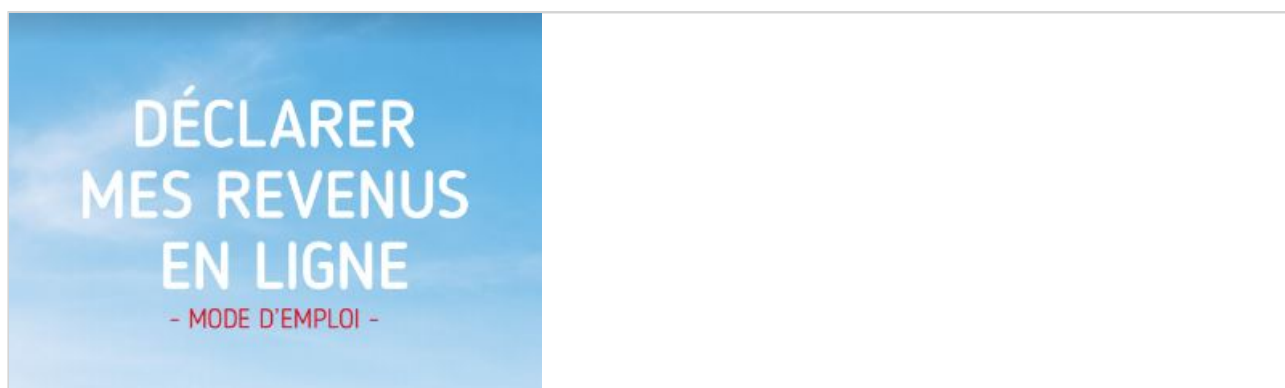 DÉCLARER
MES REVENUS
EN LIGNE
- MODE D'EMPLOI -